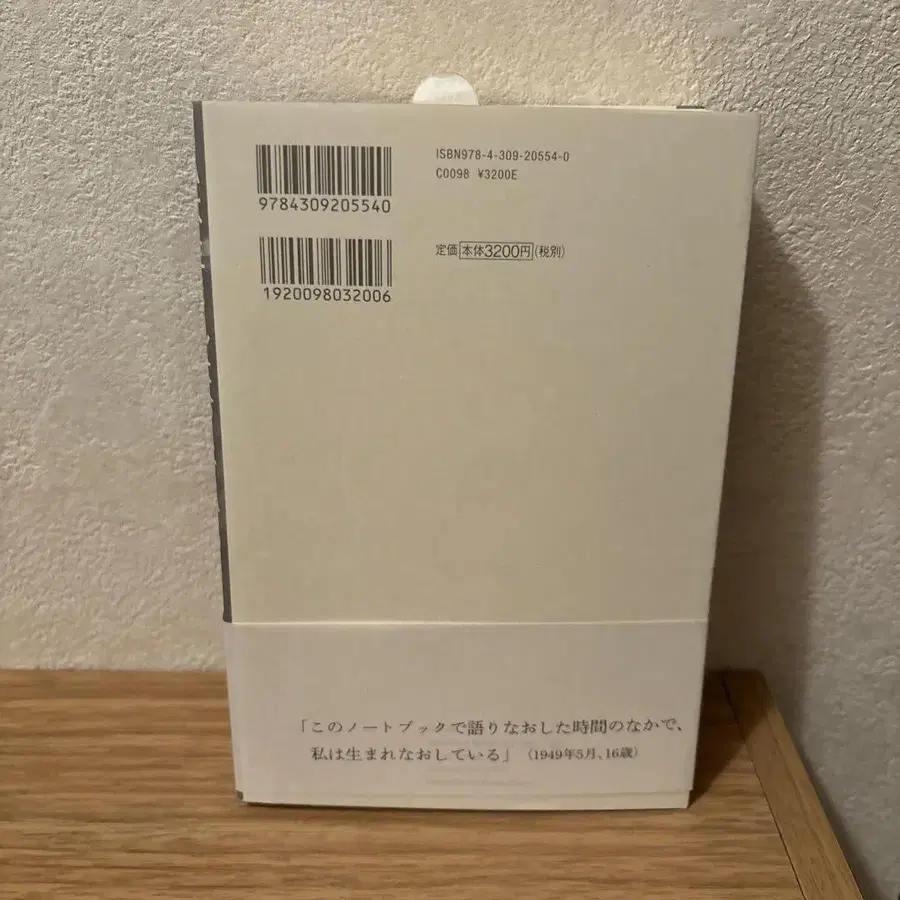 ISBN978-4-309-20554-0
C0098 ¥3200E
9784309205540
定価本体3200円(税別)
1920098032006
「このノートブックで語りなおした時間のなかで、
私は生まれなおしている」(1949年5月、16歳)